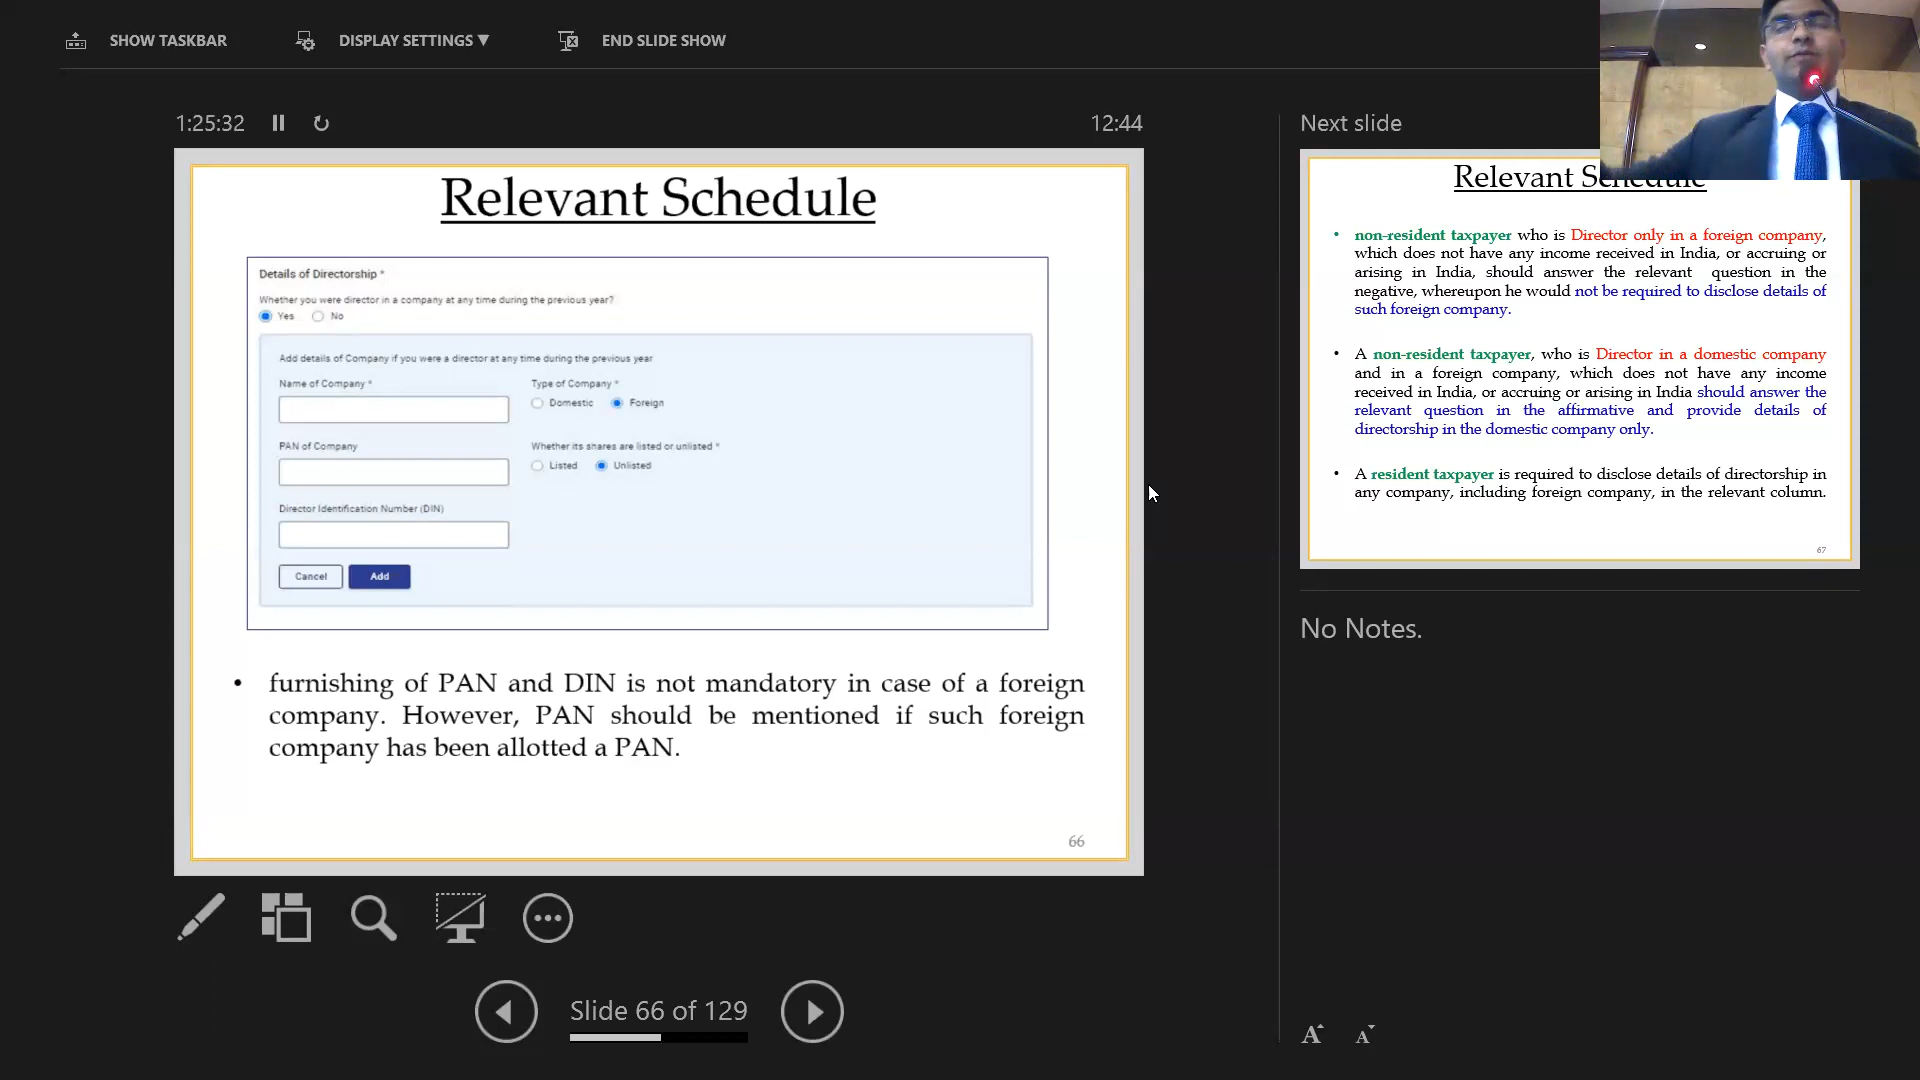 SHOW TASKBAR
DISPLAY SETTINGS ▼
END SLIDE SHOW
1:25:32
12:44
Relevant Schedule
Details of Directorship *
Whether you were director in a company at any time during the previous year?
Yes No
Add details of Company if you were a director at any time during the previous year
Name of Company * Type of Company *
Domestic Foreign
PAN of Company Whether its shares are listed or unlisted *
Listed Unlisted
Director Identification Number (DIN)
Cancel Add
• furnishing of PAN and DIN is not mandatory in case of a foreign
company. However, PAN should be mentioned if such foreign
company has been allotted a PAN.
66
Slide 66 of 129
Next slide
Relevant Schedule
• non-resident taxpayer who is Director only in a foreign company,
which does not have any income received in India, or accruing or
arising in India, should answer the relevant question in the
negative, whereupon he would not be required to disclose details of
such foreign company.
• A non-resident taxpayer, who is Director in a domestic company
and in a foreign company, which does not have any income
received in India, or accruing or arising in India should answer the
relevant question in the affirmative and provide details of
directorship in the domestic company only.
• A resident taxpayer is required to disclose details of directorship in
any company, including foreign company, in the relevant column.
67
No Notes.
A A